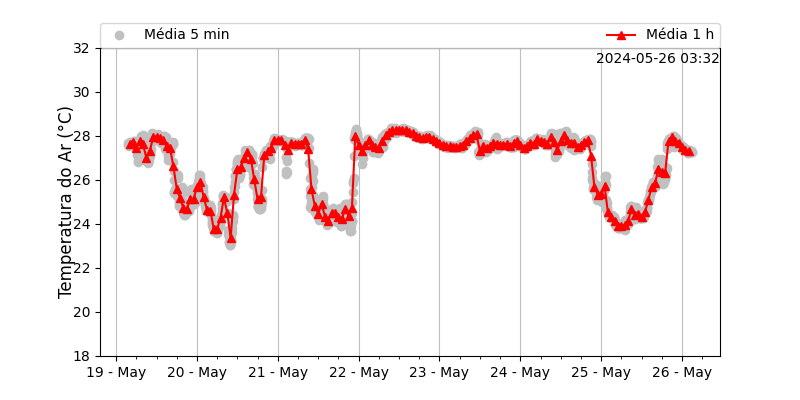 Média 5 min
Média 1 h
2024-05-26 03:32
Temperatura do Ar (°C)
32
30
28
26
24
22
20
18
19 - May
20 - May
21 - May
22 - May
23 - May
24 - May
25 - May
26 - May